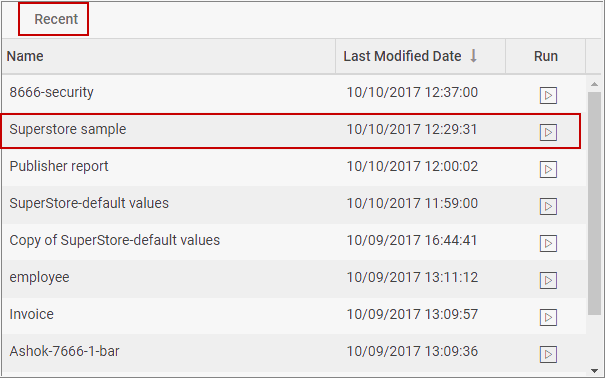 Recent
Name Last Modified Date Run
8666-security 10/10/2017 12:37:00
Superstore sample 10/10/2017 12:29:31
Publisher report 10/10/2017 12:00:02
SuperStore-default values 10/10/2017 11:59:00
Copy of SuperStore-default values 10/09/2017 16:44:41
employee 10/09/2017 13:11:12
Invoice 10/09/2017 13:09:57
Ashok-7666-1-bar 10/09/2017 13:09:36